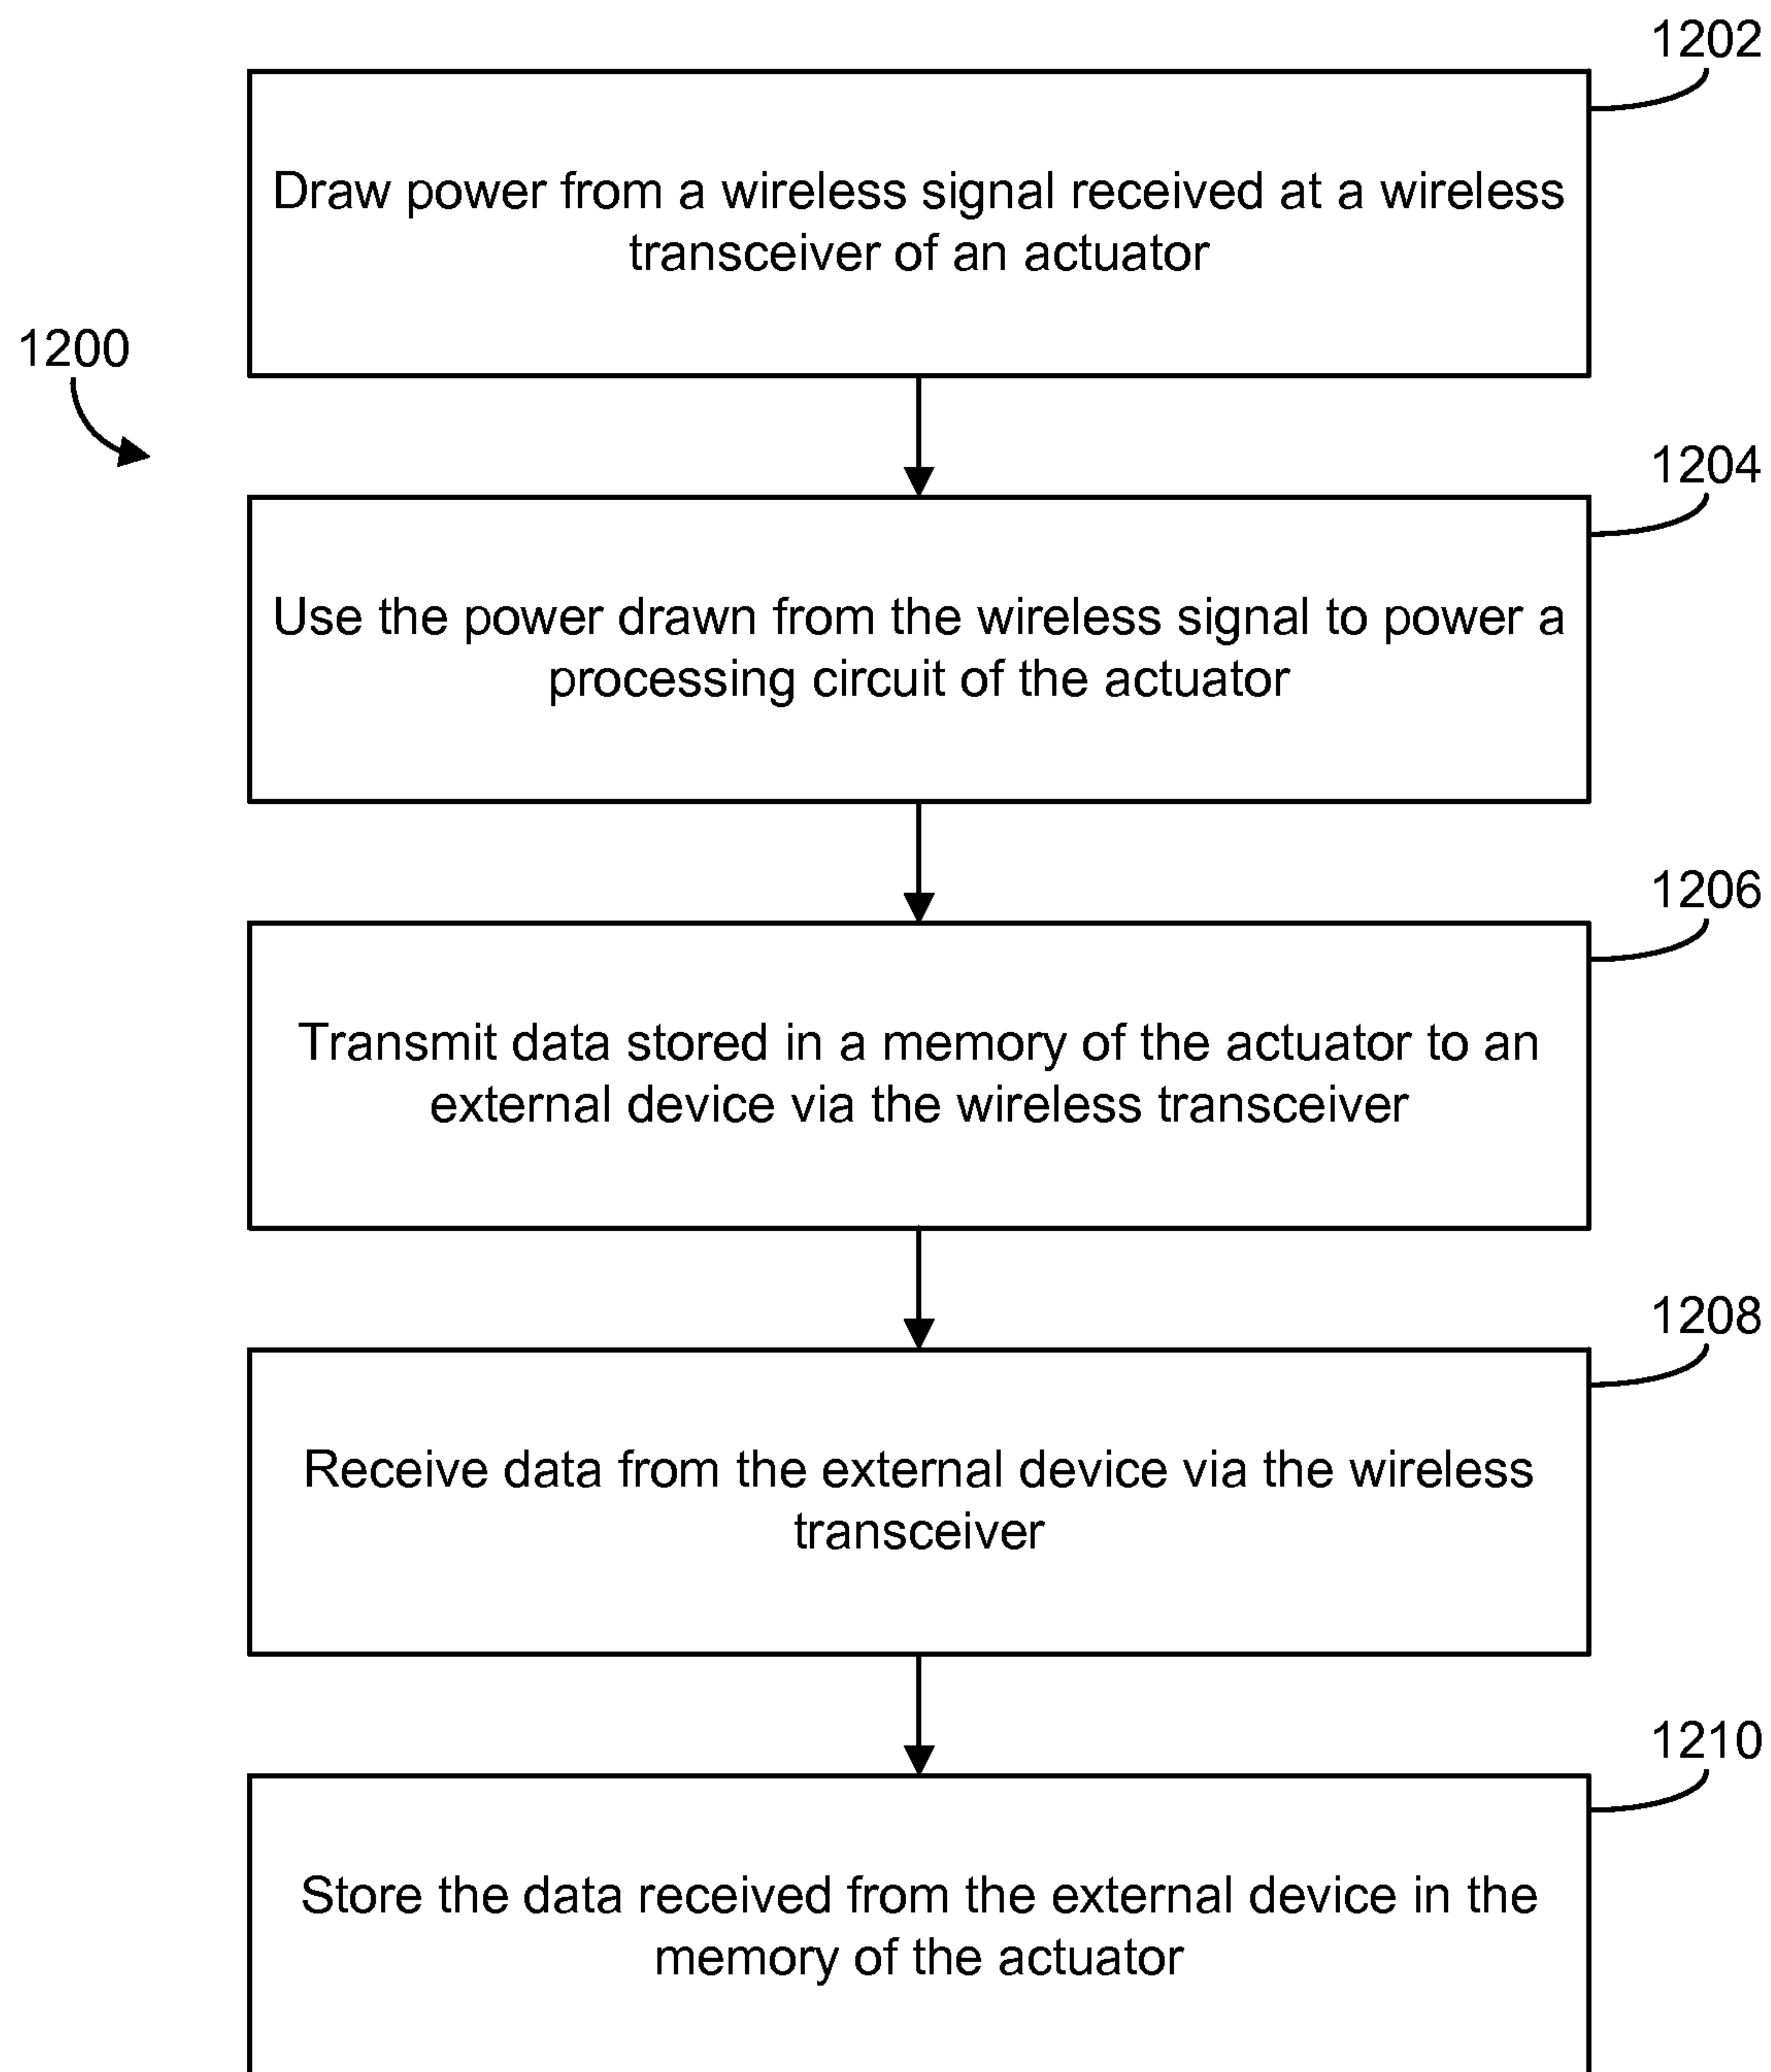 1202
Draw power from a wireless signal received at a wireless
transceiver of an actuator
1200
1204
Use the power drawn from the wireless signal to power a
processing circuit of the actuator
1206
Transmit data stored in a memory of the actuator to an
external device via the wireless transceiver
1208
Receive data from the external device via the wireless
transceiver
1210
Store the data received from the external device in the
memory of the actuator